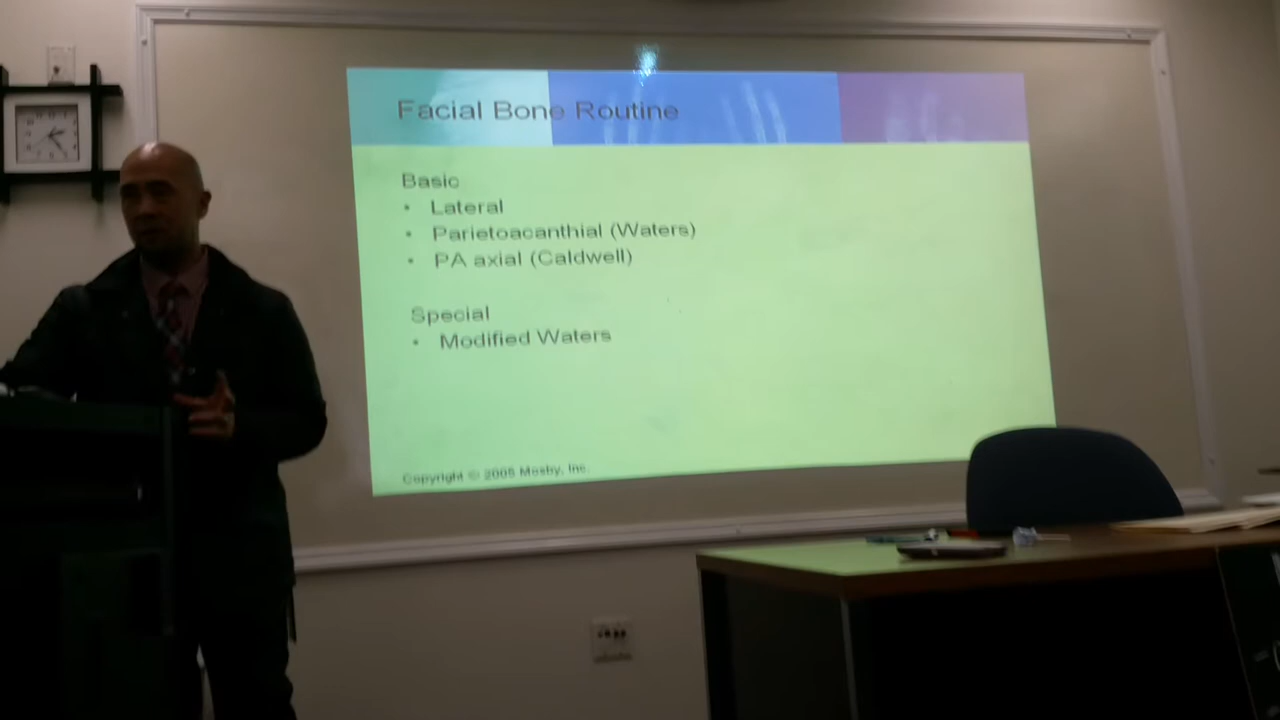 Facial Bone Routine
Basic
• Lateral
• Parietoacanthial (Waters)
• PA axial (Caldwell)
Special
• Modified Waters
Copyright © 2005 Mosby, Inc.